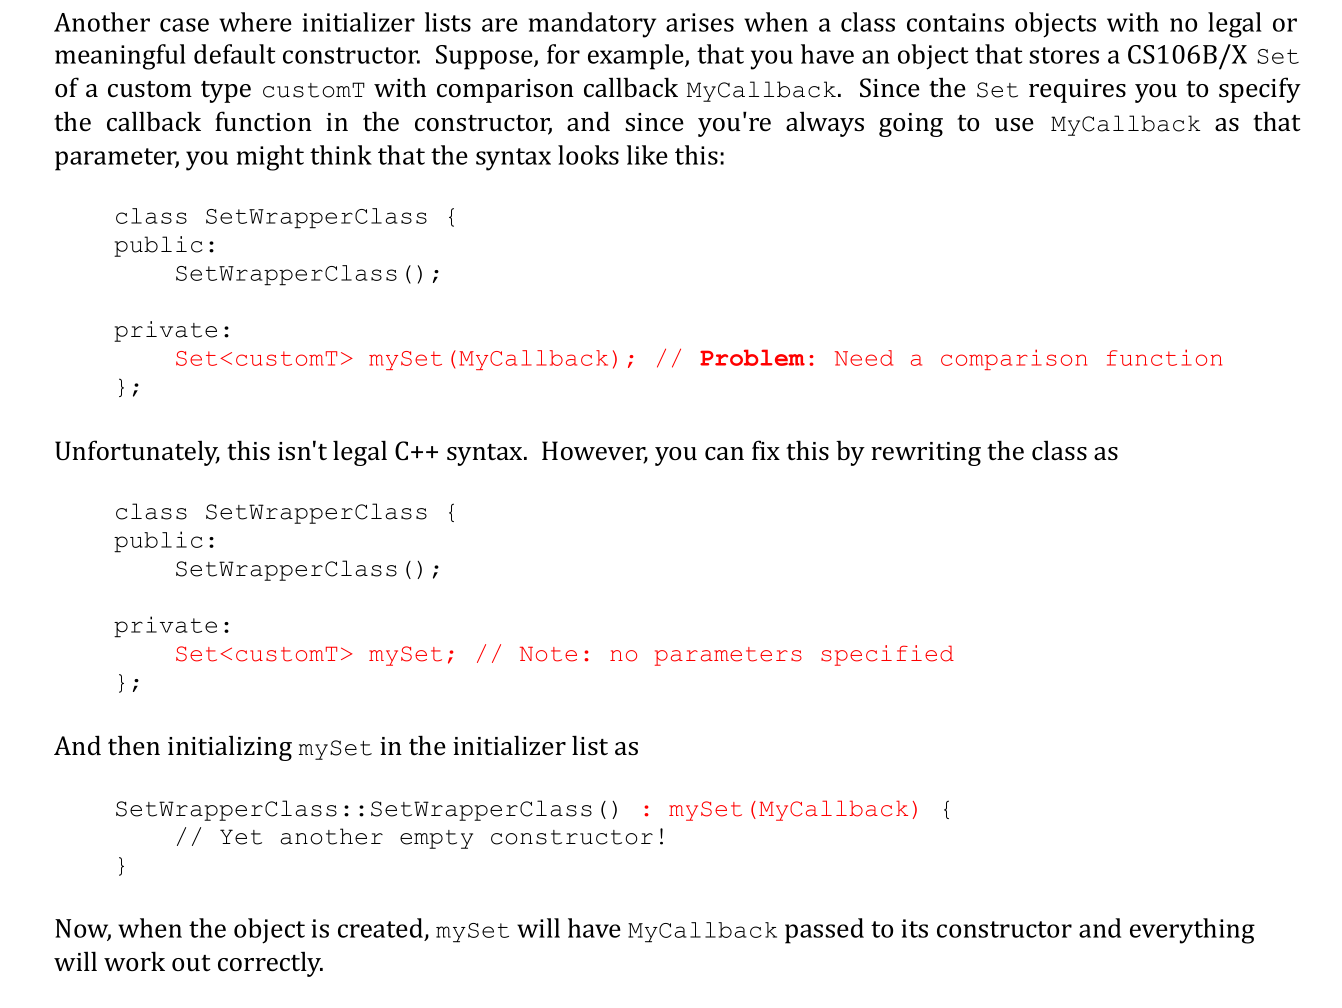 Another case where initializer lists are mandatory arises when a class contains objects with no legal or
meaningful default constructor.  Suppose, for example, that you have an object that stores a CS106B/X Set
of a custom type customT with comparison callback MyCallback.  Since the Set requires you to specify
the callback function in the constructor, and since you're always going to use MyCallback as that
parameter, you might think that the syntax looks like this:
class SetWrapperClass {
public:
    SetWrapperClass();
private:
    Set<customT> mySet(MyCallback); // Problem: Need a comparison function
};
Unfortunately, this isn't legal C++ syntax.  However, you can fix this by rewriting the class as
class SetWrapperClass {
public:
    SetWrapperClass();
private:
    Set<customT> mySet; // Note: no parameters specified
};
And then initializing mySet in the initializer list as
SetWrapperClass::SetWrapperClass() : mySet(MyCallback) {
    // Yet another empty constructor!
}
Now, when the object is created, mySet will have MyCallback passed to its constructor and everything
will work out correctly.